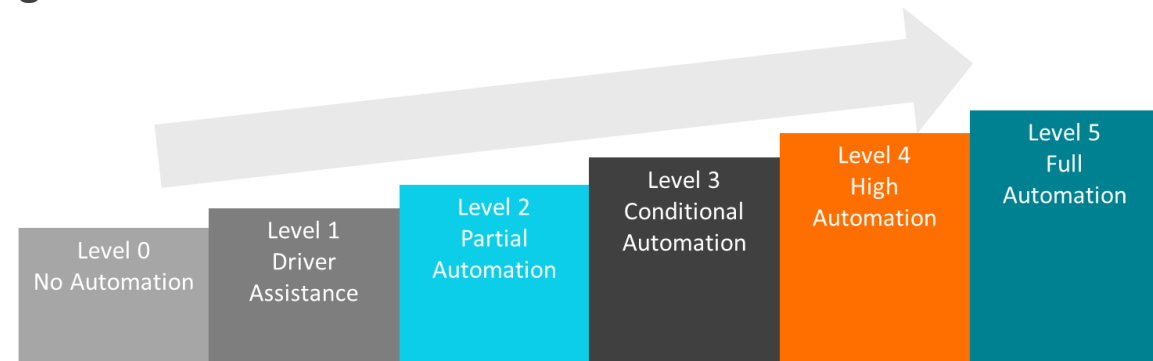 Level 0
No Automation
Level 1
Driver
Assistance
Level 2
Partial
Automation
Level 3
Conditional
Automation
Level 4
High
Automation
Level 5
Full
Automation